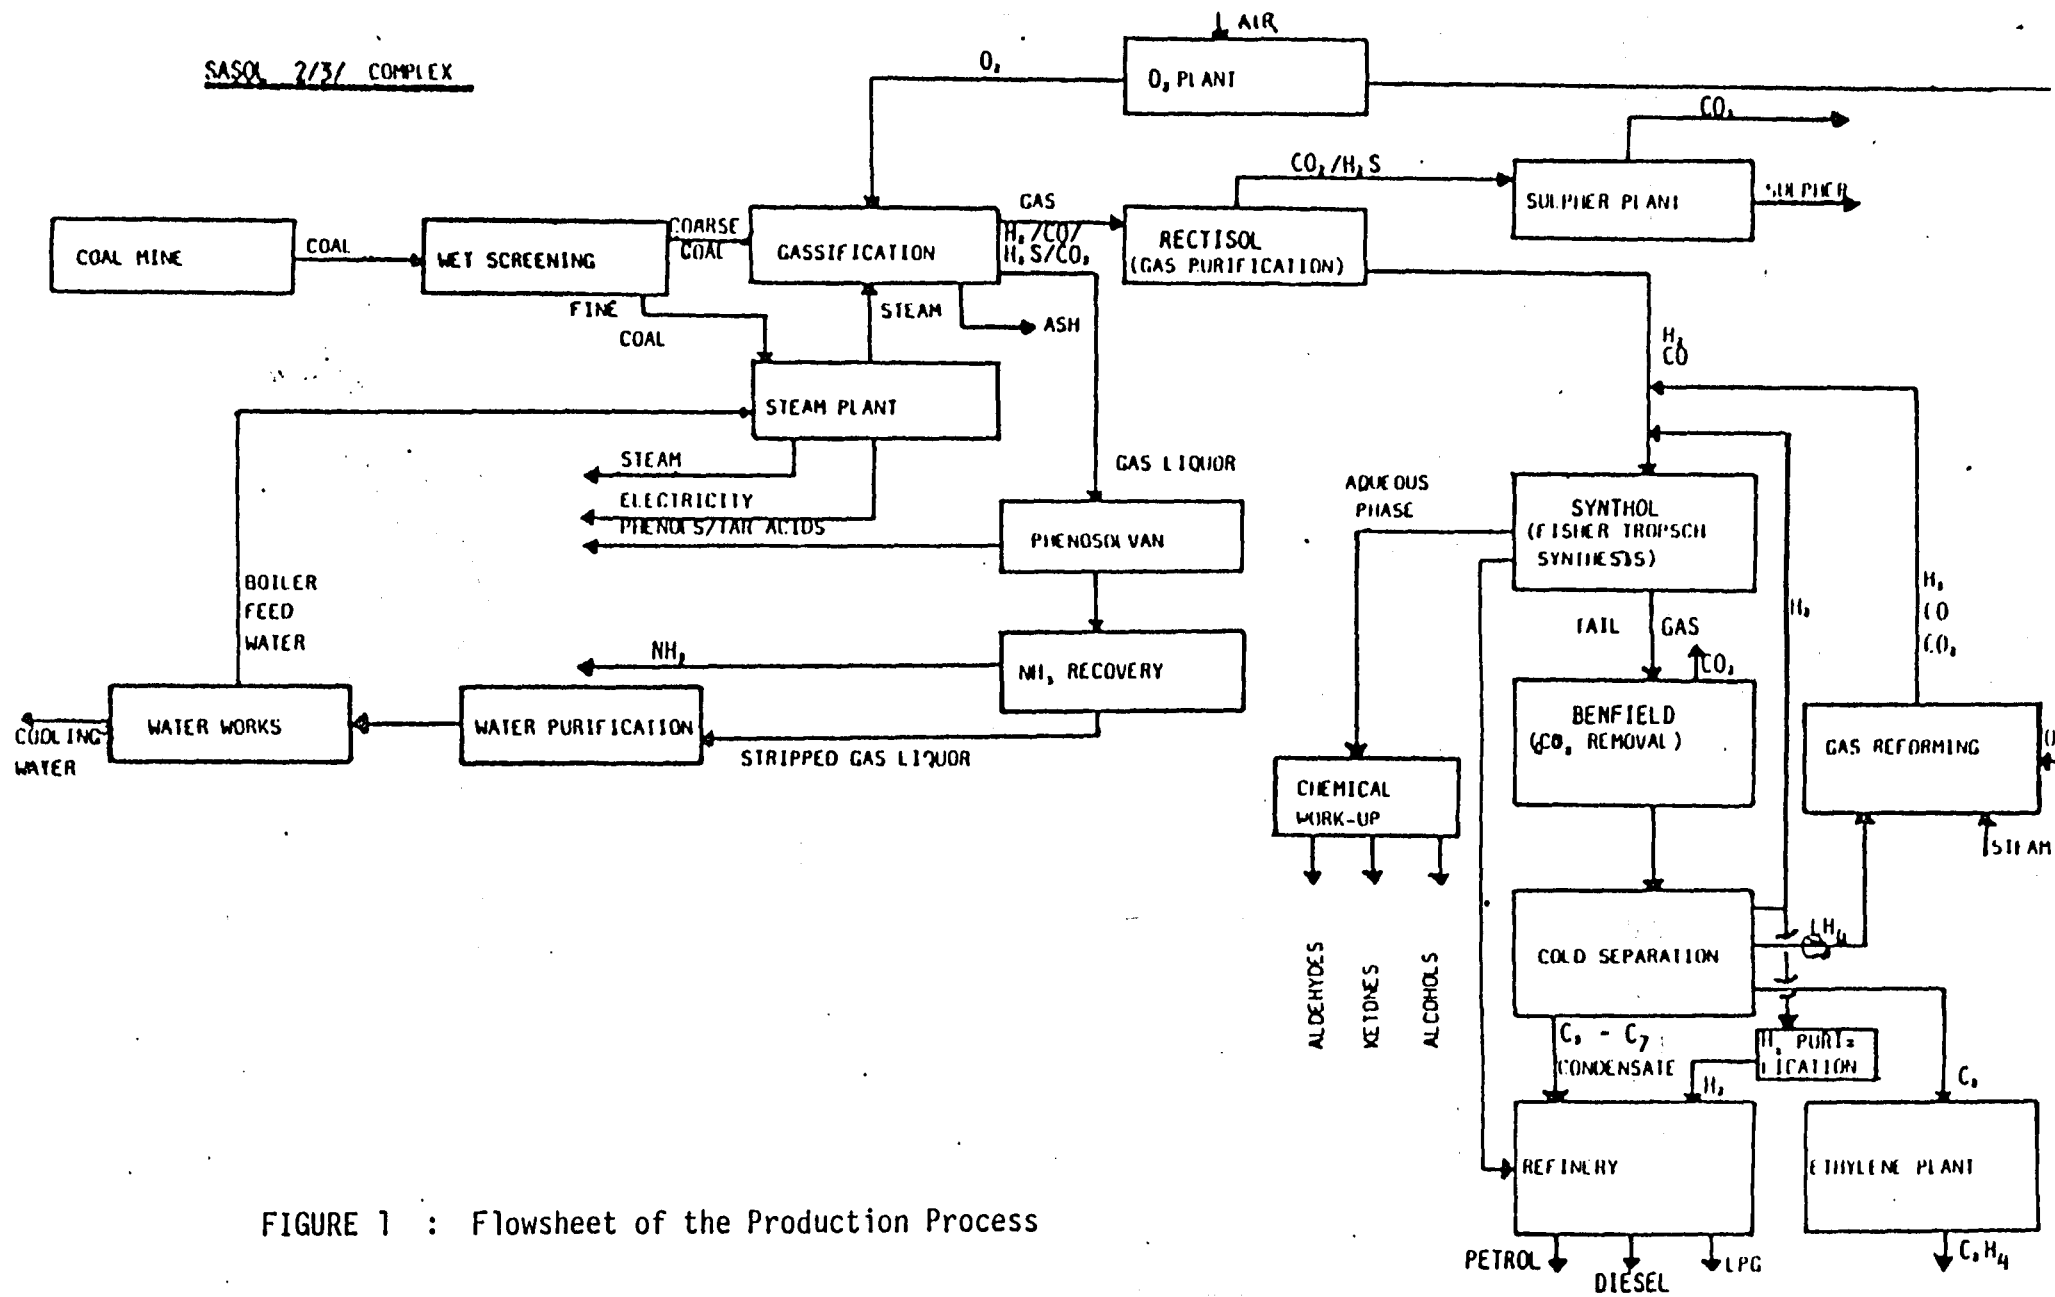 SASOL 2/3/ COMPLEX
AIR
O₂
O₂ PLANT
CO₂
CO₂/H₂S
SULPHER PLANT
SULPHER
COAL MINE
COAL
WET SCREENING
COARSE
COAL
GASSIFICATION
GAS
H₂/CO/
H₂S/CO₂
RECTISOL
(GAS PURIFICATION)
FINE
COAL
STEAM
ASH
H₂
CO
STEAM PLANT
STEAM
ELECTRICITY
PHENOLS/TAR ACIDS
GAS LIQUOR
PHENOSOLVAN
AQUEOUS
PHASE
SYNTHOL
(FISHER TROPSCH
SYNTHESIS)
H₂
H₂
CO
CO₂
BOILER
FEED
WATER
TAIL GAS
CO₂
NH₃
NH₃ RECOVERY
WATER WORKS
WATER PURIFICATION
STRIPPED GAS LIQUOR
COOLING
WATER
BENFIELD
(CO₂ REMOVAL)
GAS REFORMING
STEAM
CHEMICAL
WORK-UP
ALDEHYDES
KETONES
ALCOHOLS
COLD SEPARATION
CH₄
C₃ - C₇
CONDENSATE
H₂ PURI=
FICATION
H₂
C₂
REFINERY
ETHYLENE PLANT
PETROL
DIESEL
LPG
C₂H₄
FIGURE 1 : Flowsheet of the Production Process